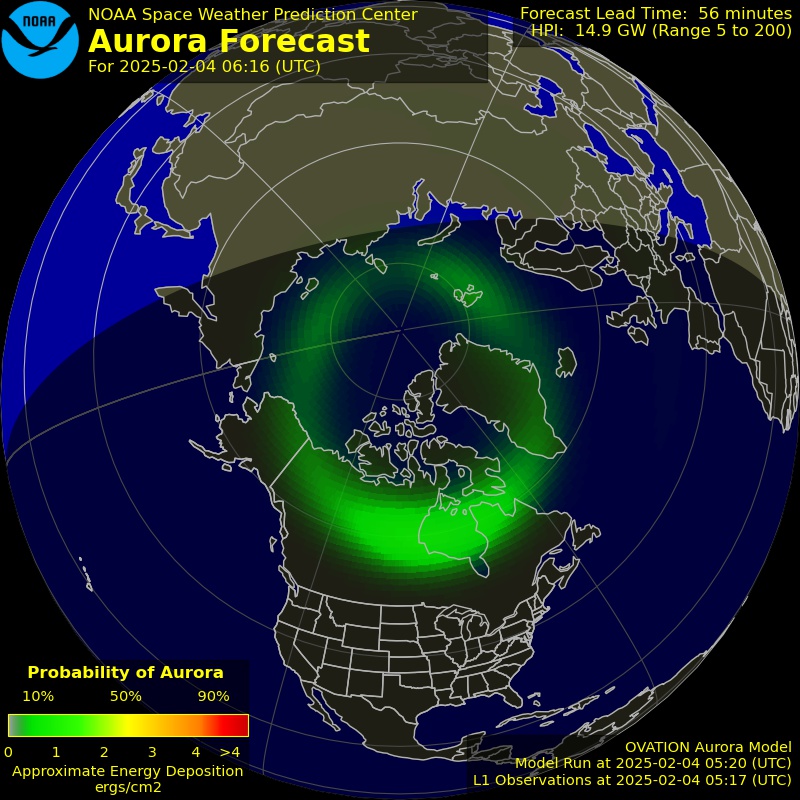 NOAA
NOAA Space Weather Prediction Center
Aurora Forecast
For 2025-02-04 06:16 (UTC)
Forecast Lead Time: 56 minutes
HPI: 14.9 GW (Range 5 to 200)
Probability of Aurora
10% 50% 90%
0 1 2 3 4 >4
Approximate Energy Deposition
ergs/cm2
OVATION Aurora Model
Model Run at 2025-02-04 05:20 (UTC)
L1 Observations at 2025-02-04 05:17 (UTC)